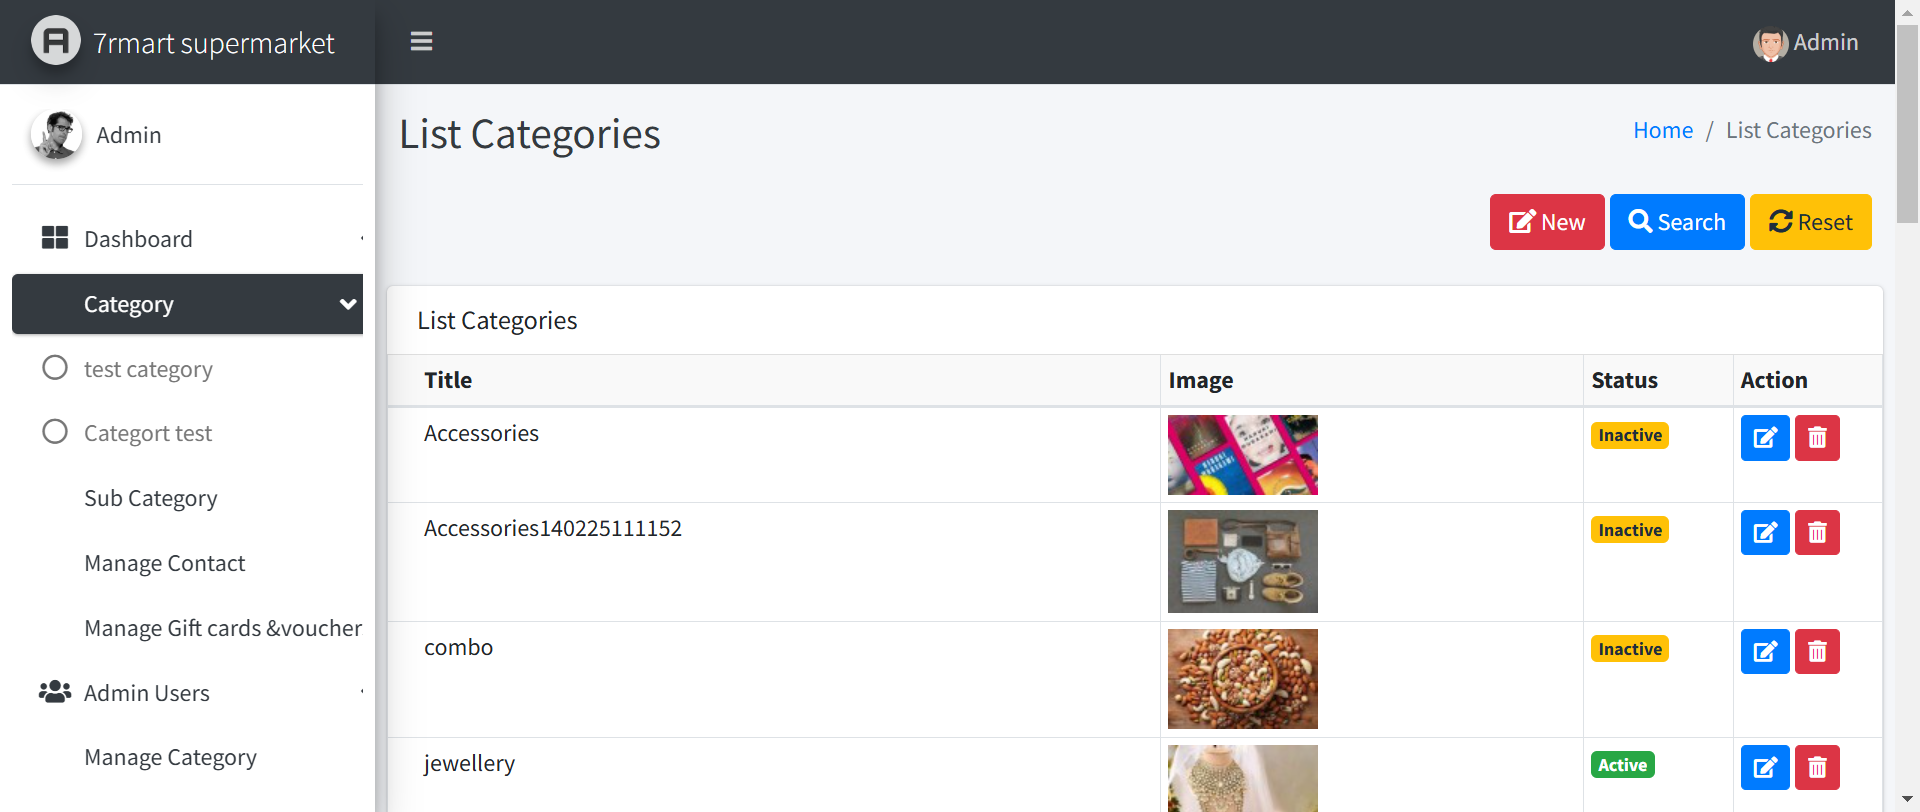 7rmart supermarket
Admin
Admin
List Categories
Home / List Categories
New
Search
Reset
Dashboard
Category
test category
Categort test
Sub Category
Manage Contact
Manage Gift cards &voucher
Admin Users
Manage Category
List Categories
Title Image Status Action
Accessories Inactive
Accessories140225111152 Inactive
combo Inactive
jewellery Active